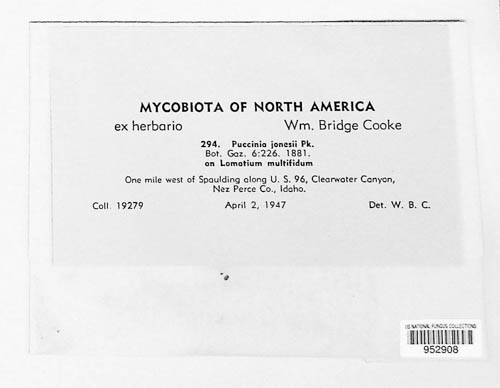 MYCOBIOTA OF NORTH AMERICA
ex herbario Wm. Bridge Cooke
294. Puccinia jonesii Pk.
Bot. Gaz. 6:226. 1881.
on Lomatium multifidum
One mile west of Spaulding along U. S. 96, Clearwater Canyon,
Nez Perce Co., Idaho.
Coll. 19279 April 2, 1947 Det. W. B. C.
US NATIONAL FUNGUS COLLECTIONS
952908